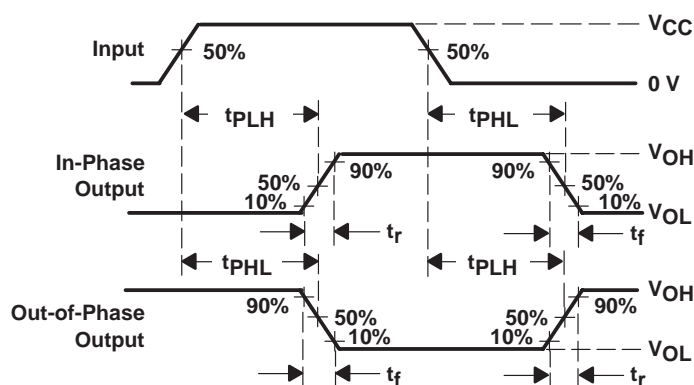 VCC
Input
50%
50%
0 V
tPLH
tPHL
In-Phase
Output
VOH
90%
90%
50%
50%
10%
10%
VOL
tr
tf
tPHL
tPLH
Out-of-Phase
Output
VOH
90%
90%
50%
50%
10%
10%
VOL
tf
tr